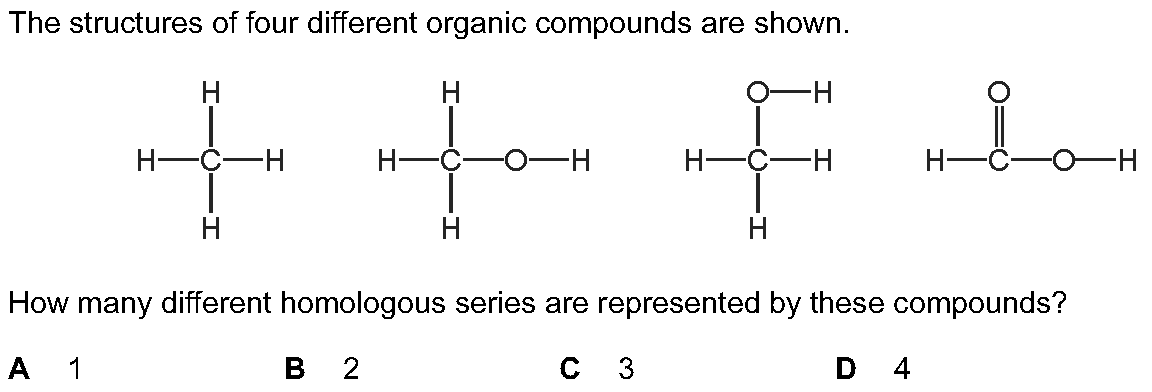 The structures of four different organic compounds are shown.
H H O—H O
H—C—H H—C—O—H H—C—H H—C—O—H
H H H
How many different homologous series are represented by these compounds?
A 1 B 2 C 3 D 4